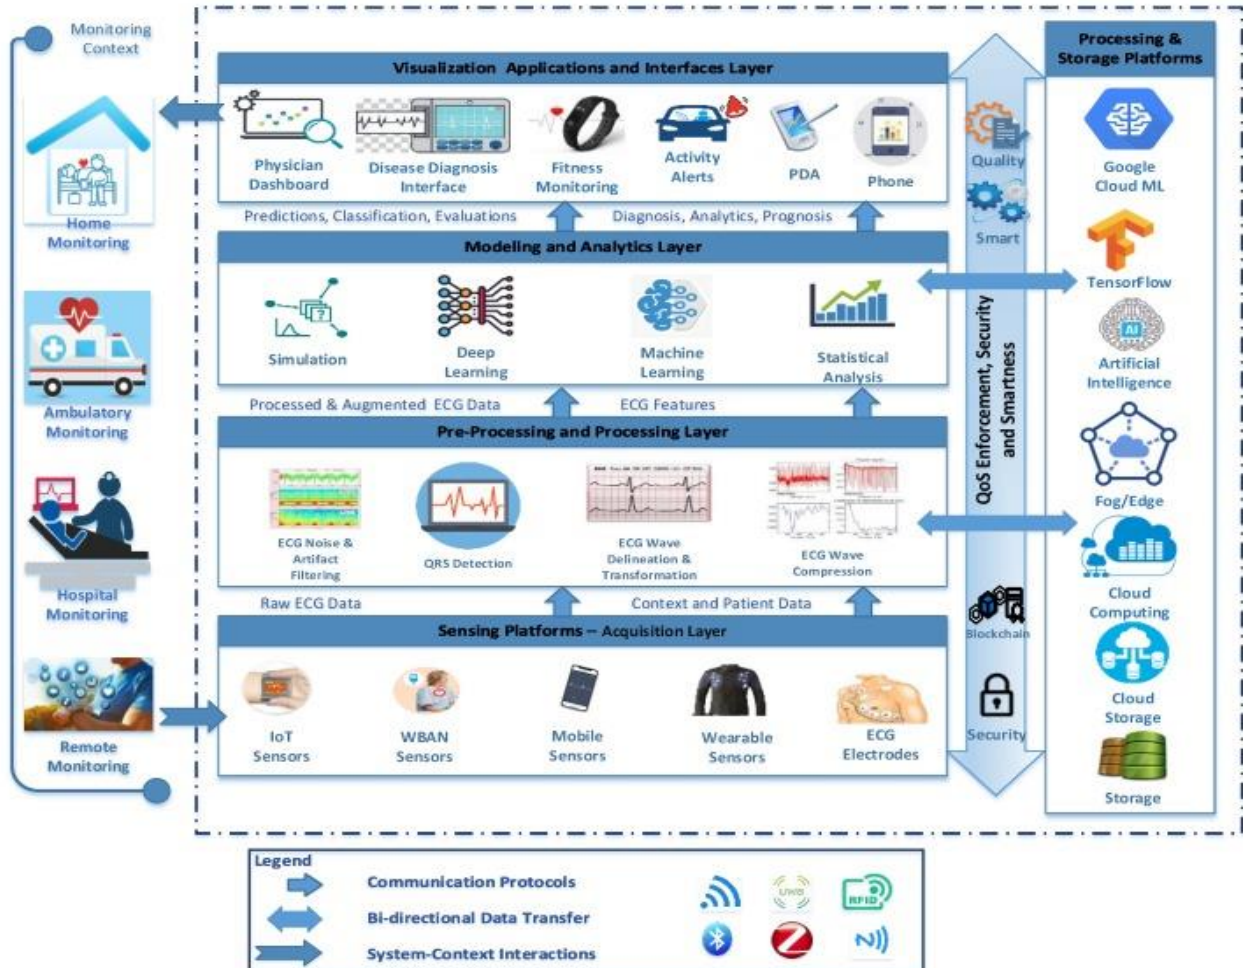 Monitoring
Context
Home
Monitoring
Ambulatory
Monitoring
Hospital
Monitoring
Remote
Monitoring
Visualization Applications and Interfaces Layer
Physician
Dashboard
Disease Diagnosis
Interface
Fitness
Monitoring
Activity
Alerts
PDA
Phone
Predictions, Classification, Evaluations
Diagnosis, Analytics, Prognosis
Modeling and Analytics Layer
?
Simulation
Deep
Learning
Machine
Learning
Statistical
Analysis
Processed & Augmented ECG Data
ECG Features
Pre-Processing and Processing Layer
ECG Noise &
Artifact
Filtering
QRS Detection
ECG Wave
Delineation &
Transformation
ECG Wave
Compression
Raw ECG Data
Context and Patient Data
Sensing Platforms – Acquisition Layer
IoT
Sensors
WBAN
Sensors
Mobile
Sensors
Wearable
Sensors
ECG
Electrodes
Quality
Smart
QoS Enforcement, Security
and Smartness
Blockchain
Security
Processing &
Storage Platforms
Google
Cloud ML
TensorFlow
AI
Artificial
Intelligence
Fog/Edge
Cloud
Computing
Cloud
Storage
Storage
Legend
Communication Protocols
Bi-directional Data Transfer
System-Context Interactions
UWB
RFID